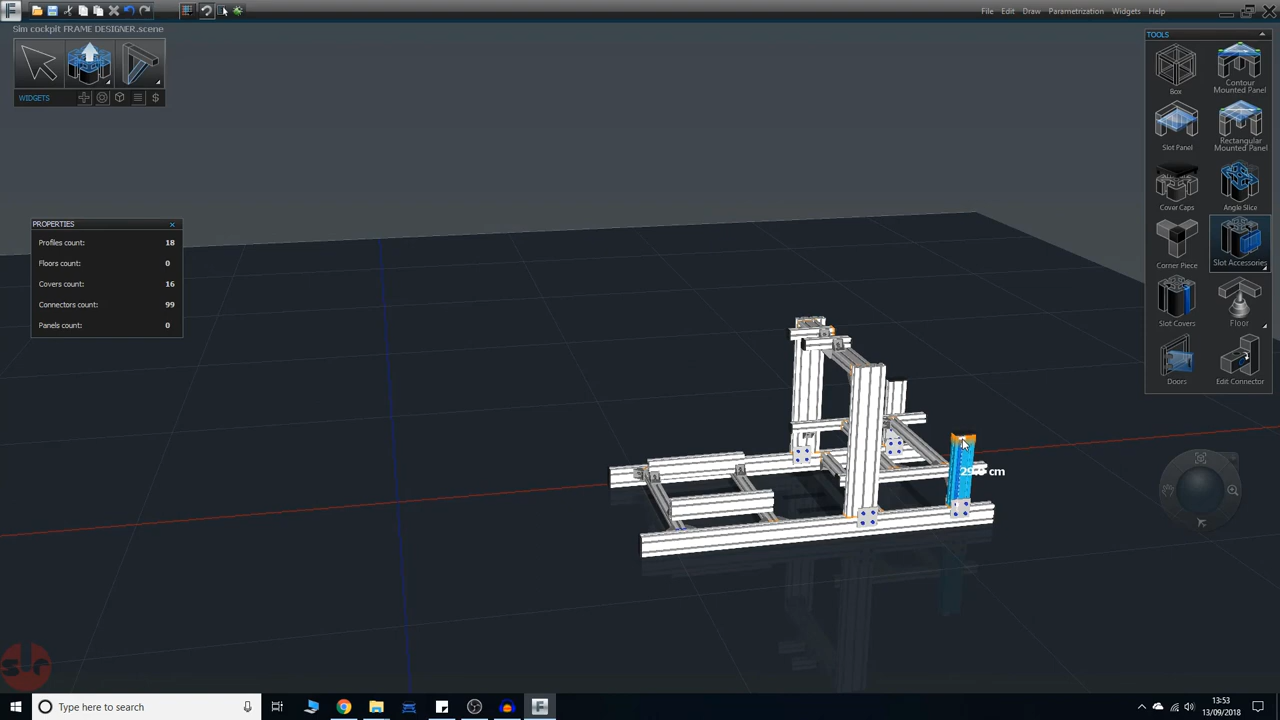 File Edit Draw Parametrization Widgets Help
Sim cockpit FRAME DESIGNER.scene
WIDGETS
$
PROPERTIES
Profiles count: 18
Floors count: 0
Covers count: 16
Connectors count: 99
Panels count: 0
TOOLS
Box
Contour Mounted Panel
Slot Panel
Rectangular Mounted Panel
Cover Caps
Angle Slice
Corner Piece
Slot Accessories
Slot Covers
Floor
Doors
Edit Connector
cm
Type here to search
13:53
13/09/2018